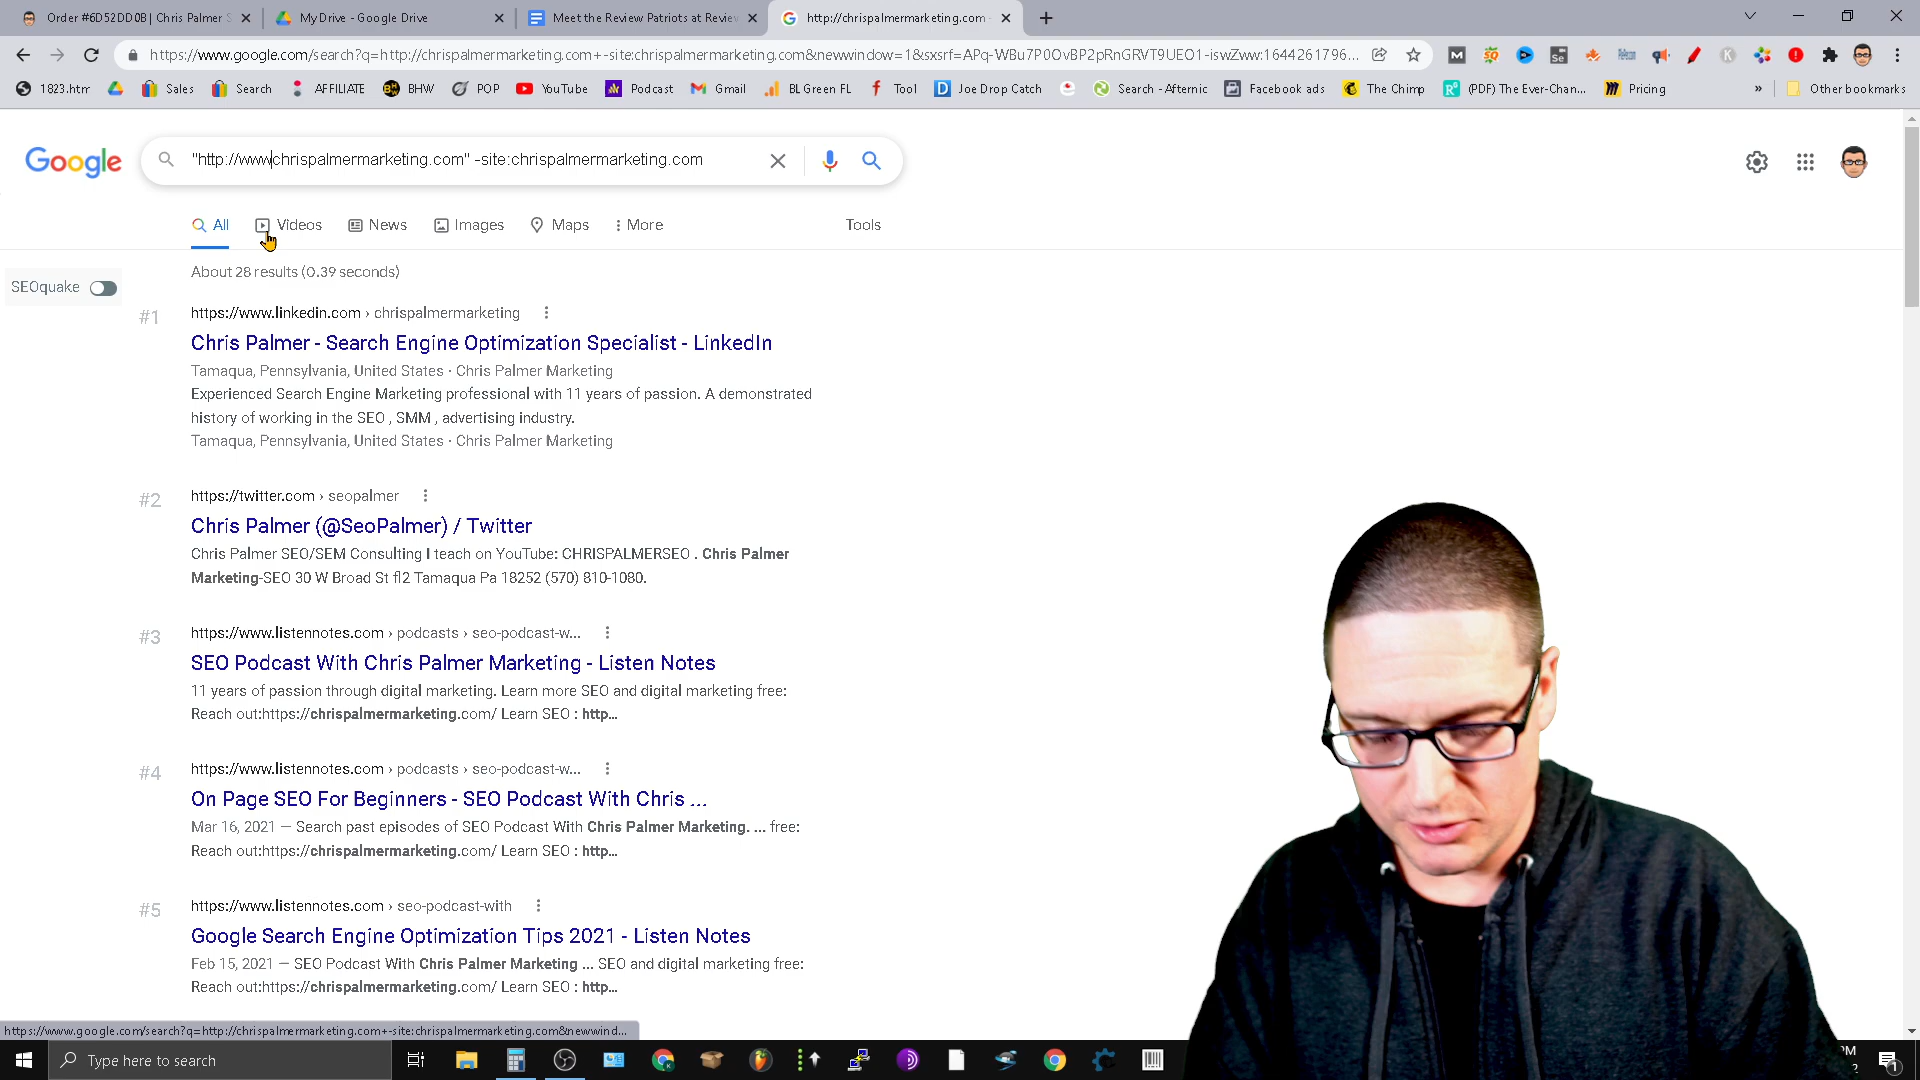 Order #6D52DD0B | Chris Palmer S
My Drive - Google Drive
Meet the Review Patriots at Review
http://chrispalmermarketing.com -
https://www.google.com/search?q=http://chrispalmermarketing.com+-site:chrispalmermarketing.com&newwindow=1&sxsrf=APq-WBu7P0OvBP2pRnGRVT9UEO1-iswZww:1644261796...
1823.htm
Sales
Search
AFFILIATE
BHW
POP
YouTube
Podcast
Gmail
BL Green FL
Tool
Joe Drop Catch
Search - Afternic
Facebook ads
The Chimp
(PDF) The Ever-Chan...
Pricing
»
Other bookmarks
Google
"http://wwwchrispalmermarketing.com" -site:chrispalmermarketing.com
All
Videos
News
Images
Maps
More
Tools
About 28 results (0.39 seconds)
SEOquake
#1
https://www.linkedin.com › chrispalmermarketing
Chris Palmer - Search Engine Optimization Specialist - LinkedIn
Tamaqua, Pennsylvania, United States · Chris Palmer Marketing
Experienced Search Engine Marketing professional with 11 years of passion. A demonstrated
history of working in the SEO , SMM , advertising industry.
Tamaqua, Pennsylvania, United States · Chris Palmer Marketing
#2
https://twitter.com › seopalmer
Chris Palmer (@SeoPalmer) / Twitter
Chris Palmer SEO/SEM Consulting I teach on YouTube: CHRISPALMERSEO . Chris Palmer
Marketing-SEO 30 W Broad St fl2 Tamaqua Pa 18252 (570) 810-1080.
#3
https://www.listennotes.com › podcasts › seo-podcast-w...
SEO Podcast With Chris Palmer Marketing - Listen Notes
11 years of passion through digital marketing. Learn more SEO and digital marketing free:
Reach out:https://chrispalmermarketing.com/ Learn SEO : http...
#4
https://www.listennotes.com › podcasts › seo-podcast-w...
On Page SEO For Beginners - SEO Podcast With Chris ...
Mar 16, 2021 — Search past episodes of SEO Podcast With Chris Palmer Marketing. ... free:
Reach out:https://chrispalmermarketing.com/ Learn SEO : http...
#5
https://www.listennotes.com › seo-podcast-with
Google Search Engine Optimization Tips 2021 - Listen Notes
Feb 15, 2021 — SEO Podcast With Chris Palmer Marketing ... SEO and digital marketing free:
Reach out:https://chrispalmermarketing.com/ Learn SEO : http...
https://www.google.com/search?q=http://chrispalmermarketing.com+-site:chrispalmermarketing.com&newwind...
Type here to search